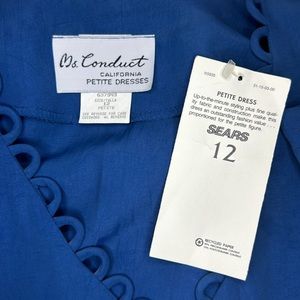 Ms. Conduct
CALIFORNIA
PETITE DRESSES
12
PETITE
SEE REVERSE FOR CARE
PETITE DRESS
Up-to-the-minute styling plus fine qual-
ity fabric and construction make this
dress an outstanding fashion value . . .
proportioned for the petite figure.
SEARS
12
RECYCLED PAPER